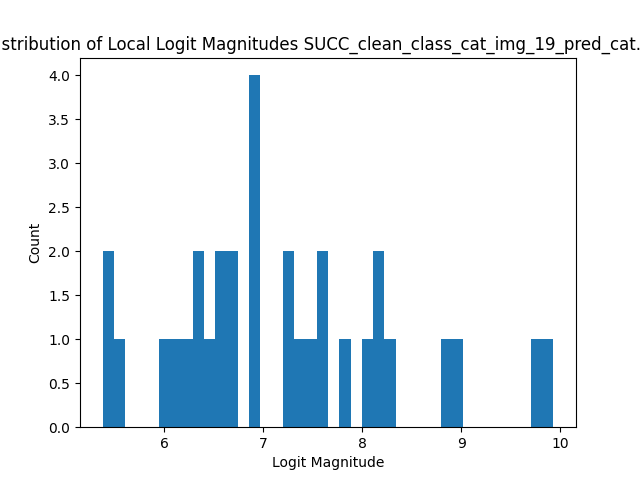 stribution of Local Logit Magnitudes SUCC_clean_class_cat_img_19_pred_cat.
4.0
3.5
3.0
2.5
2.0
1.5
1.0
0.5
0.0
Count
6 7 8 9 10
Logit Magnitude